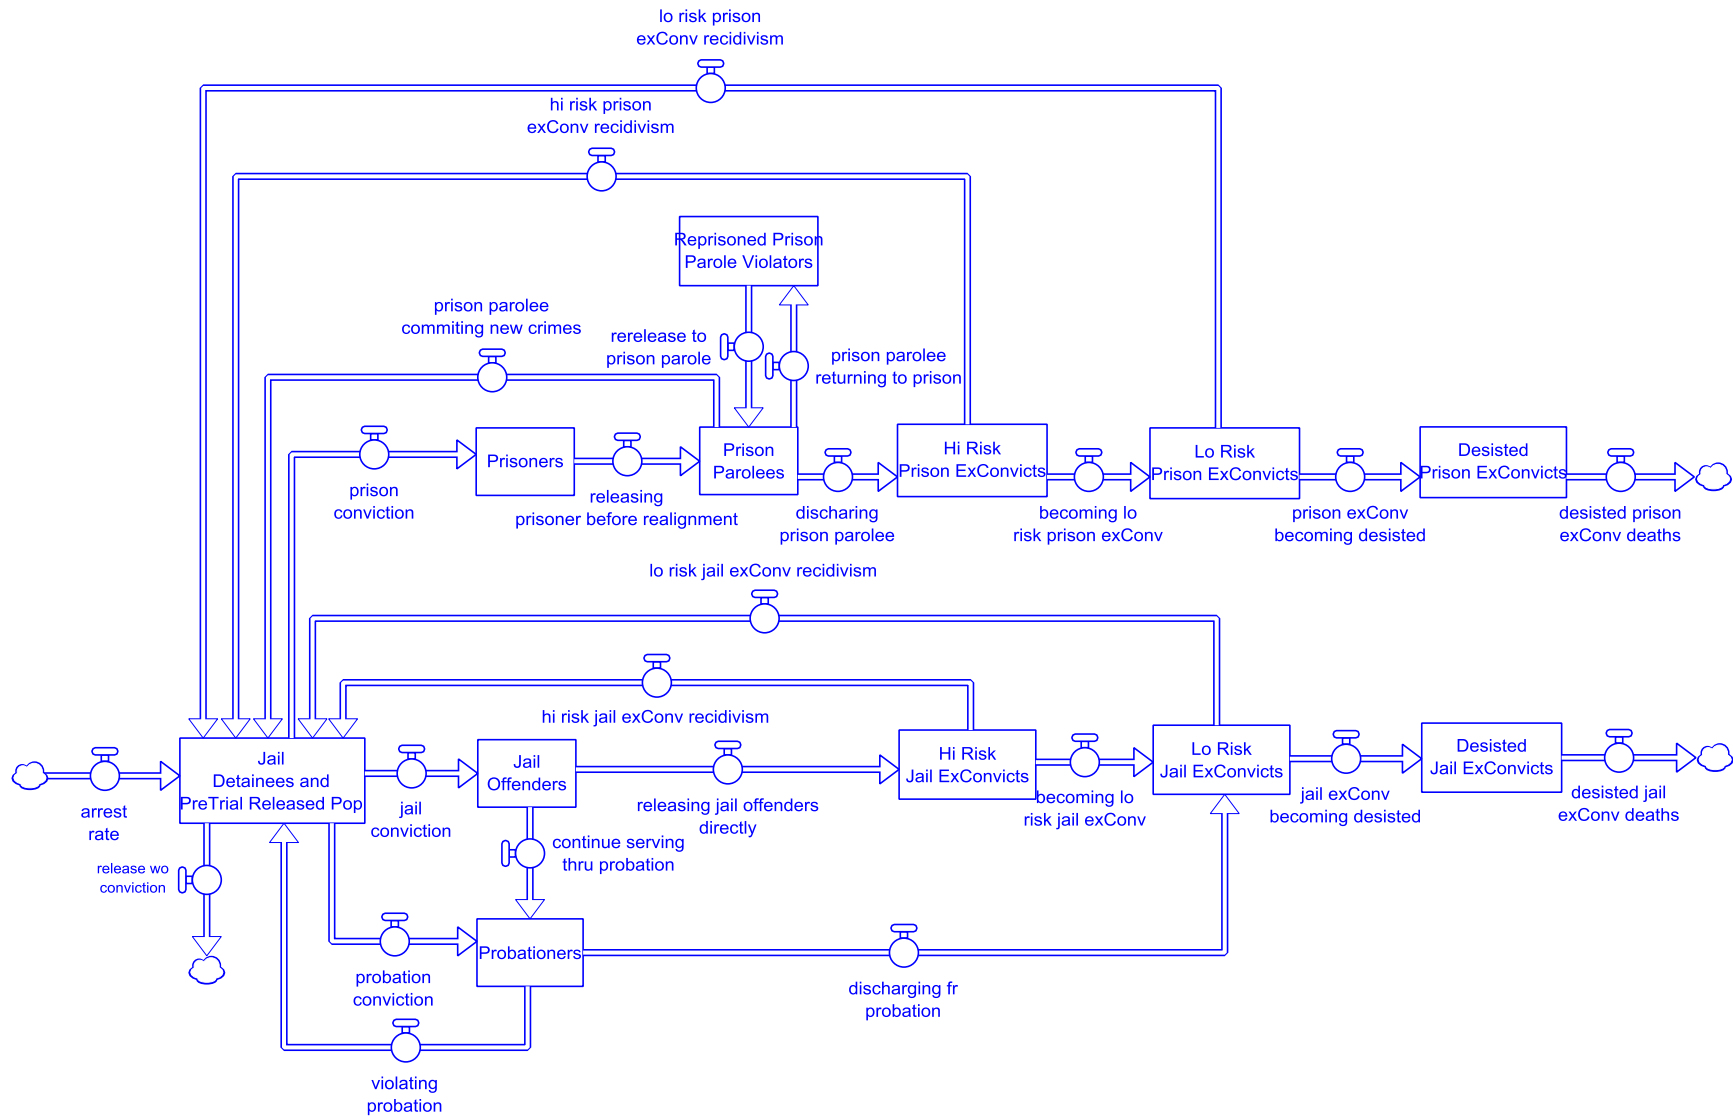 lo risk prison
exConv recidivism
hi risk prison
exConv recidivism
Reprisoned Prison
Parole Violators
prison parolee
commiting new crimes
rerelease to
prison parole
prison parolee
returning to prison
Prisoners
Prison
Parolees
Hi Risk
Prison ExConvicts
Lo Risk
Prison ExConvicts
Desisted
Prison ExConvicts
prison
conviction
releasing
prisoner before realignment
discharing
prison parolee
becoming lo
risk prison exConv
prison exConv
becoming desisted
desisted prison
exConv deaths
lo risk jail exConv recidivism
hi risk jail exConv recidivism
Jail
Detainees and
PreTrial Released Pop
Jail
Offenders
Hi Risk
Jail ExConvicts
Lo Risk
Jail ExConvicts
Desisted
Jail ExConvicts
arrest
rate
jail
conviction
releasing jail offenders
directly
becoming lo
risk jail exConv
jail exConv
becoming desisted
desisted jail
exConv deaths
release wo
conviction
continue serving
thru probation
Probationers
probation
conviction
discharging fr
probation
violating
probation